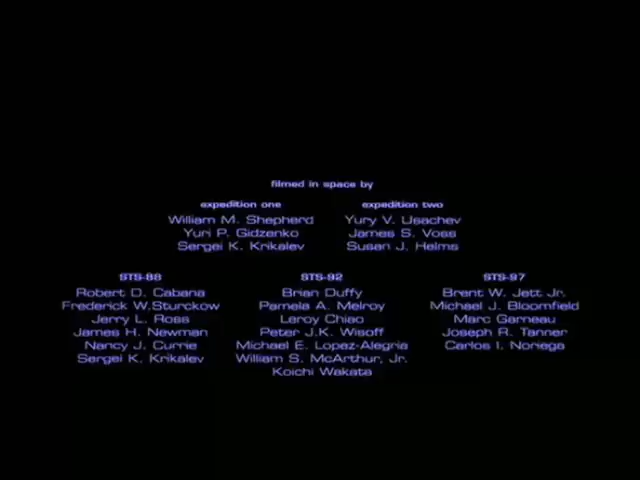 filmed in space by
expedition one
William M. Shepherd
Yuri P. Gidzenko
Sergei K. Krikalev
expedition two
Yury V. Usachev
James S. Voss
Susan J. Helms
STS-88
Robert D. Cabana
Frederick W.Sturckow
Jerry L. Ross
James H. Newman
Nancy J. Currie
Sergei K. Krikalev
STS-92
Brian Duffy
Pamela A. Melroy
Leroy Chiao
Peter J.K. Wisoff
Michael E. Lopez-Alegria
William S. McArthur, Jr.
Koichi Wakata
STS-97
Brent W. Jett Jr.
Michael J. Bloomfield
Marc Garneau
Joseph R. Tanner
Carlos I. Noriega